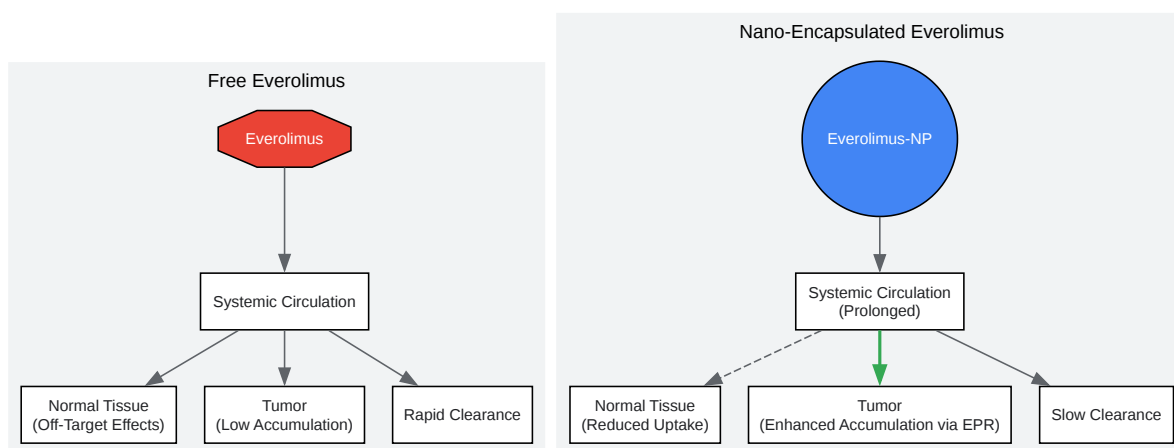 Free Everolimus
Everolimus
Systemic Circulation
Normal Tissue
(Off-Target Effects)
Tumor
(Low Accumulation)
Rapid Clearance
Nano-Encapsulated Everolimus
Everolimus-NP
Systemic Circulation
(Prolonged)
Normal Tissue
(Reduced Uptake)
Tumor
(Enhanced Accumulation via EPR)
Slow Clearance